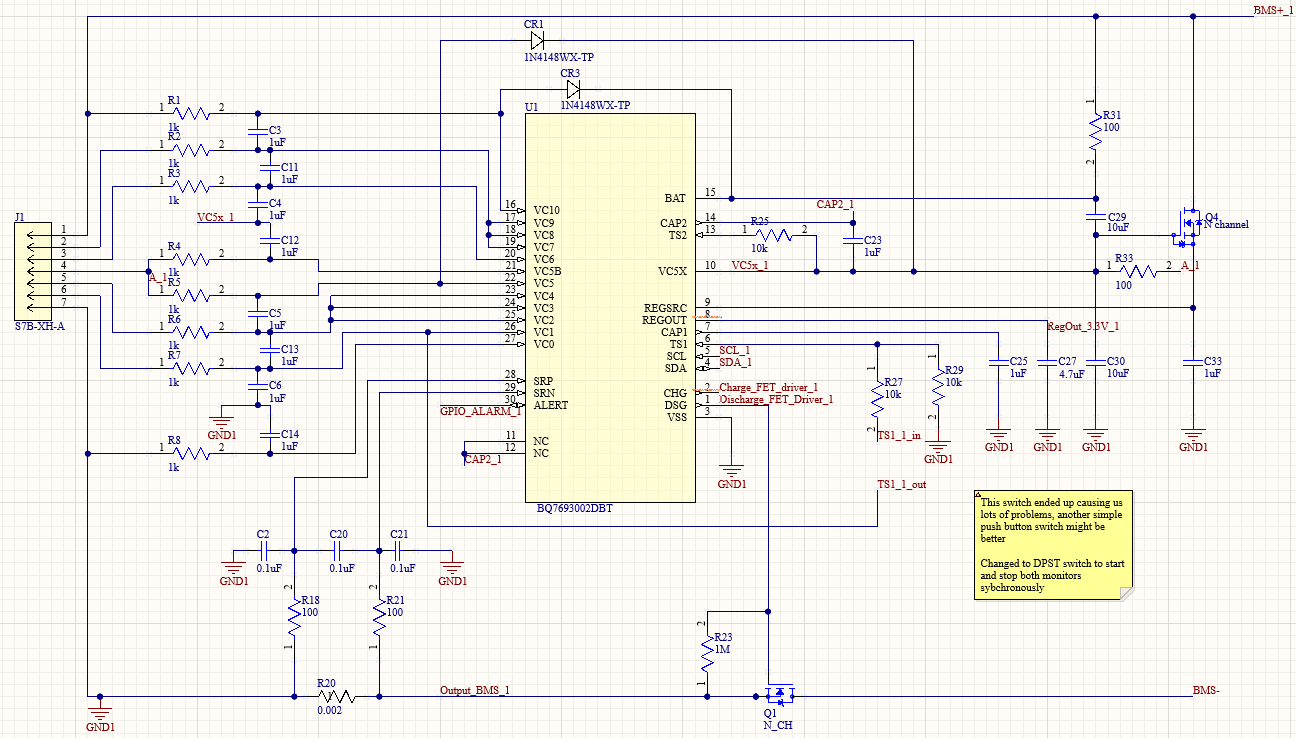 BMS+_1
CR1
1N4148WX-TP
CR3
1N4148WX-TP
U1
R1
1 2
1k
C3
1uF
R2
1 2
1k
C11
1uF
R3
1 2
1k
C4
1uF
VC5x_1
C12
1uF
R4
1 2
1k
A_1
R5
1 2
1k
C5
1uF
R6
1 2
1k
C13
1uF
R7
1 2
1k
C6
1uF
GND1
C14
1uF
R8
1 2
1k
J1
1
2
3
4
5
6
7
S7B-XH-A
16 VC10
17 VC9
18 VC8
19 VC7
20 VC6
21 VC5B
22 VC5
23 VC4
24 VC3
25 VC2
26 VC1
27 VC0
28 SRP
29 SRN
30 ALERT
GPIO_ALARM_1
11 NC
12 NC
CAP2_1
BQ7693002DBT
BAT 15
CAP2 14
TS2 13
VC5X 10
REGSRC 9
REGOUT 8
CAP1 7
TS1 6
SCL 5
SCL_1
SDA 4
SDA_1
CHG 2
Charge_FET_driver_1
DSG 1
Discharge_FET_Driver_1
VSS 3
GND1
R25
1 2
10k
CAP2_1
C23
1uF
VC5x_1
R31
100
1
2
C29
10uF
Q4
N channel
R33
1 2
100
A_1
RegOut_3.3V_1
R27
10k
1
2
TS1_1_in
R29
10k
1
2
GND1
C25
1uF
GND1
C27
4.7uF
GND1
C30
10uF
GND1
C33
1uF
GND1
TS1_1_out
This switch ended up causing us
lots of problems, another simple
push button switch might be
better
Changed to DPST switch to start
and stop both monitors
sybchronously
C2
0.1uF
GND1
C20
0.1uF
C21
0.1uF
GND1
R18
100
2
1
R21
100
2
1
R20
0.002
GND1
Output_BMS_1
R23
1M
2
1
Q1
N_CH
BMS-